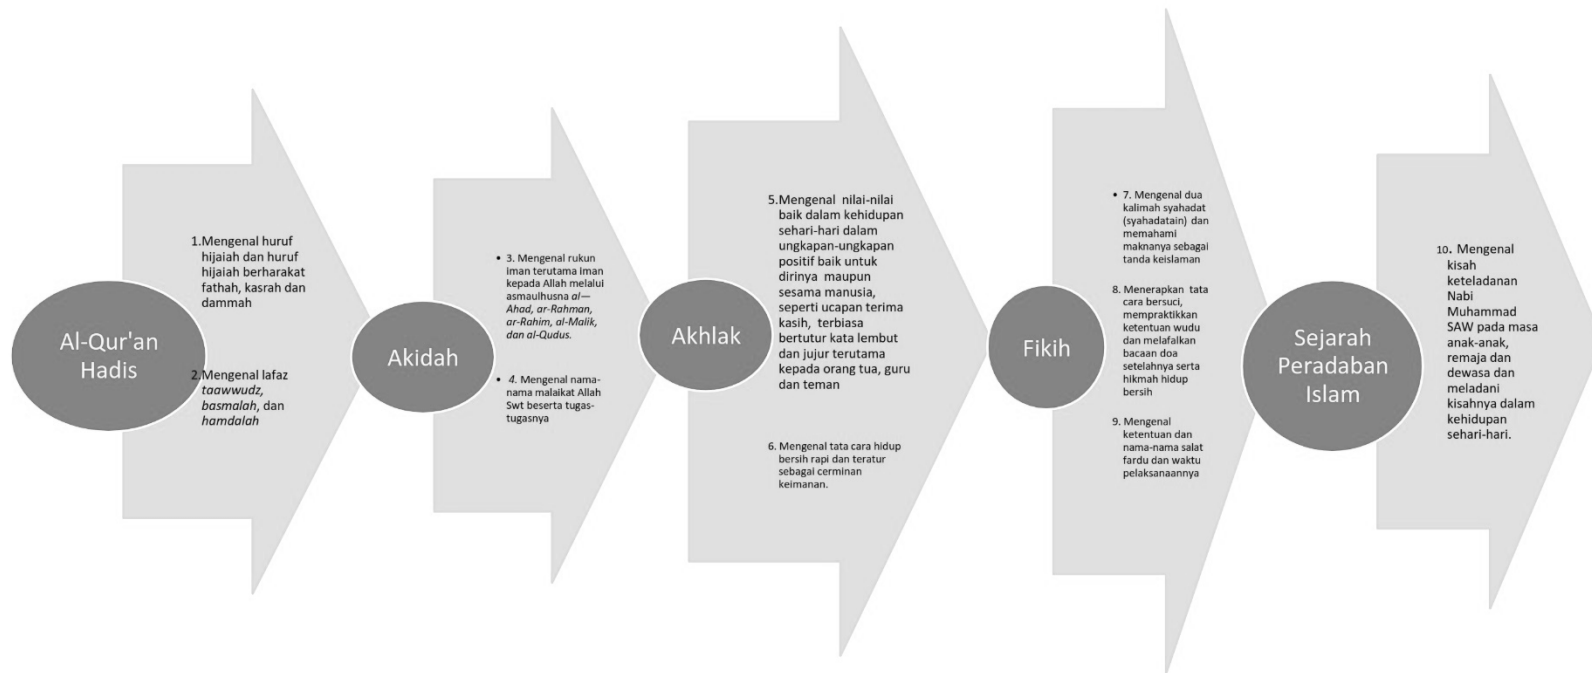 Al-Qur'an
Hadis
1.Mengenal huruf
hijaiah dan huruf
hijaiah berharakat
fathah, kasrah dan
dammah
2.Mengenal lafaz
taawwudz,
basmalah, dan
hamdalah
Akidah
• 3. Mengenal rukun
Iman terutama Iman
kepada Allah melalui
asmaulhusna al—
Ahad, ar-Rahman,
ar-Rahim, al-Malik,
dan al-Qudus.
• 4. Mengenal nama-
nama malaikat Allah
Swt beserta tugas-
tugasnya
Akhlak
5.Mengenal nilai-nilai
baik dalam kehidupan
sehari-hari dalam
ungkapan-ungkapan
positif baik untuk
dirinya maupun
sesama manusia,
seperti ucapan terima
kasih, terbiasa
bertutur kata lembut
dan jujur terutama
kepada orang tua, guru
dan teman
6. Mengenal tata cara hidup
bersih rapi dan teratur
sebagai cerminan
keimanan.
Fikih
• 7. Mengenal dua
kalimah syahadat
(syahadatain) dan
memahami
maknanya sebagai
tanda keislaman
8. Menerapkan tata
cara bersuci,
mempraktikkan
ketentuan wudu
dan melafalkan
bacaan doa
setelahnya serta
hikmah hidup
bersih
9. Mengenal
ketentuan dan
nama-nama salat
fardu dan waktu
pelaksanaannya
Sejarah
Peradaban
Islam
10. Mengenal
kisah
keteladanan
Nabi
Muhammad
SAW pada masa
anak-anak,
remaja dan
dewasa dan
meladani
kisahnya dalam
kehidupan
sehari-hari.